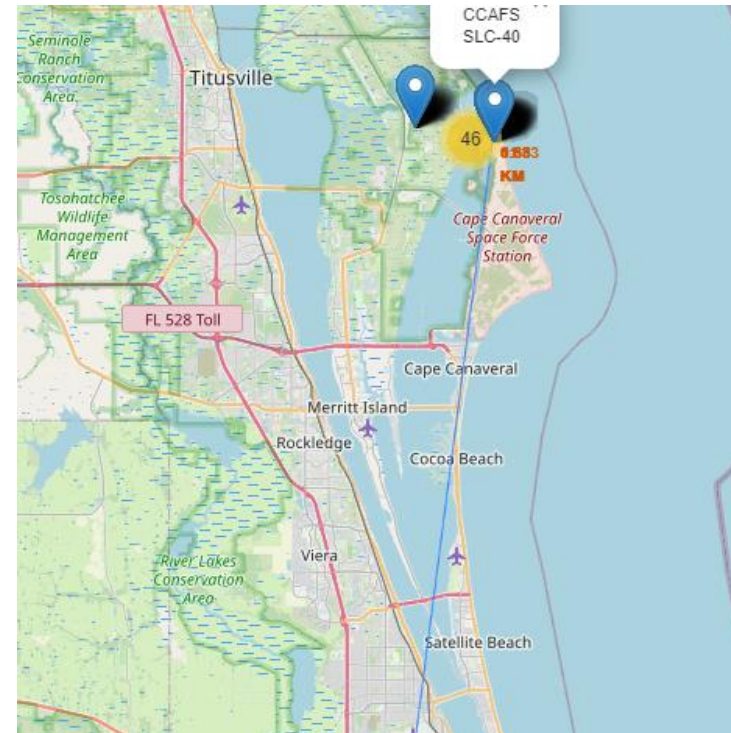 CCAFS
SLC-40
Seminole
Ranch
Conservation
Area
Titusville
46
KM
Tosohatchee
Wildlife
Management
Area
Cape Canaveral
Space Force
Station
FL 528 Toll
Cape Canaveral
Merritt Island
Rockledge
Cocoa Beach
Viera
River Lakes
Conservation
Area
Satellite Beach